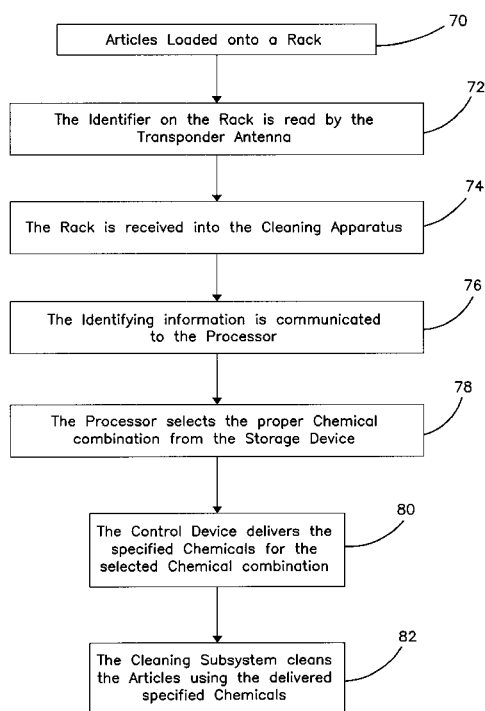 70
Articles Loaded onto a Rack
72
The Identifier on the Rack is read by the
Transponder Antenna
74
The Rack is received into the Cleaning Apparatus
76
The Identifying information is communicated
to the Processor
78
The Processor selects the proper Chemical
combination from the Storage Device
80
The Control Device delivers the
specified Chemicals for the
selected Chemical combination
82
The Cleaning Subsystem cleans
the Articles using the delivered
specified Chemicals